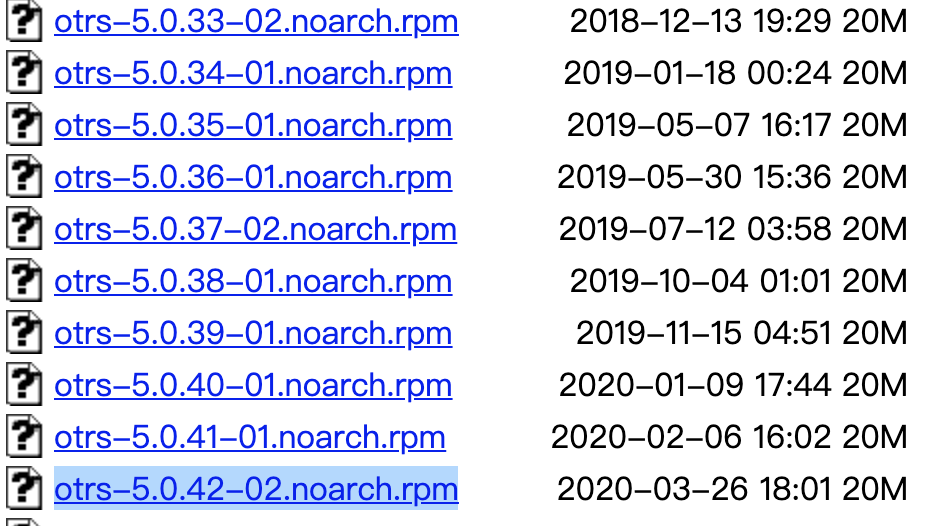 otrs-5.0.33-02.noarch.rpm 2018-12-13 19:29 20M
otrs-5.0.34-01.noarch.rpm 2019-01-18 00:24 20M
otrs-5.0.35-01.noarch.rpm 2019-05-07 16:17 20M
otrs-5.0.36-01.noarch.rpm 2019-05-30 15:36 20M
otrs-5.0.37-02.noarch.rpm 2019-07-12 03:58 20M
otrs-5.0.38-01.noarch.rpm 2019-10-04 01:01 20M
otrs-5.0.39-01.noarch.rpm 2019-11-15 04:51 20M
otrs-5.0.40-01.noarch.rpm 2020-01-09 17:44 20M
otrs-5.0.41-01.noarch.rpm 2020-02-06 16:02 20M
otrs-5.0.42-02.noarch.rpm 2020-03-26 18:01 20M